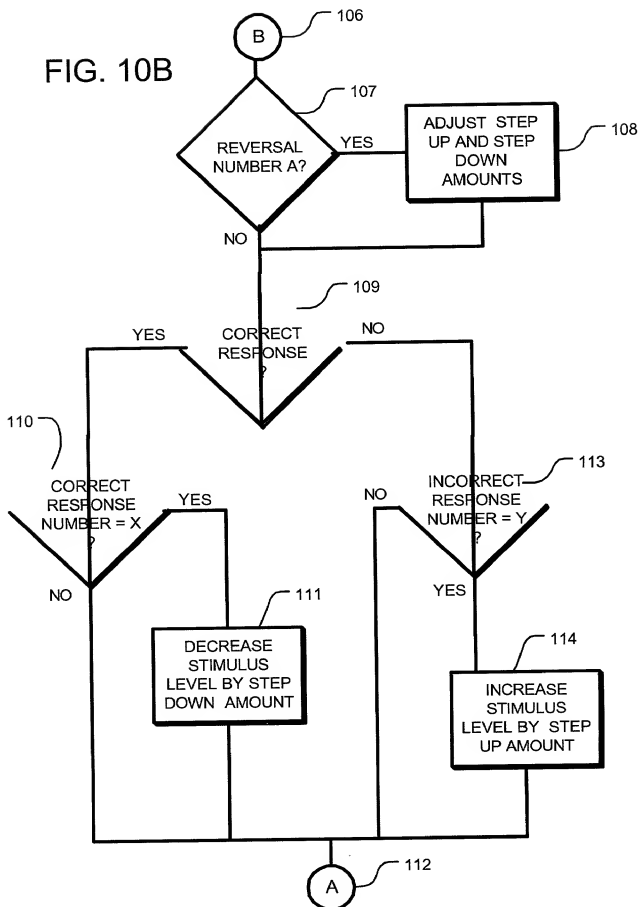 B
106
FIG. 10B
107
REVERSAL
NUMBER A?
YES
ADJUST STEP
UP AND STEP
DOWN
AMOUNTS
108
NO
109
YES
CORRECT
RESPONSE
?
NO
110
CORRECT
RESPONSE
NUMBER = X
?
YES
NO
INCORRECT
RESPONSE
NUMBER = Y
?
113
NO
YES
111
DECREASE
STIMULUS
LEVEL BY STEP
DOWN AMOUNT
114
INCREASE
STIMULUS
LEVEL BY STEP
UP AMOUNT
A
112